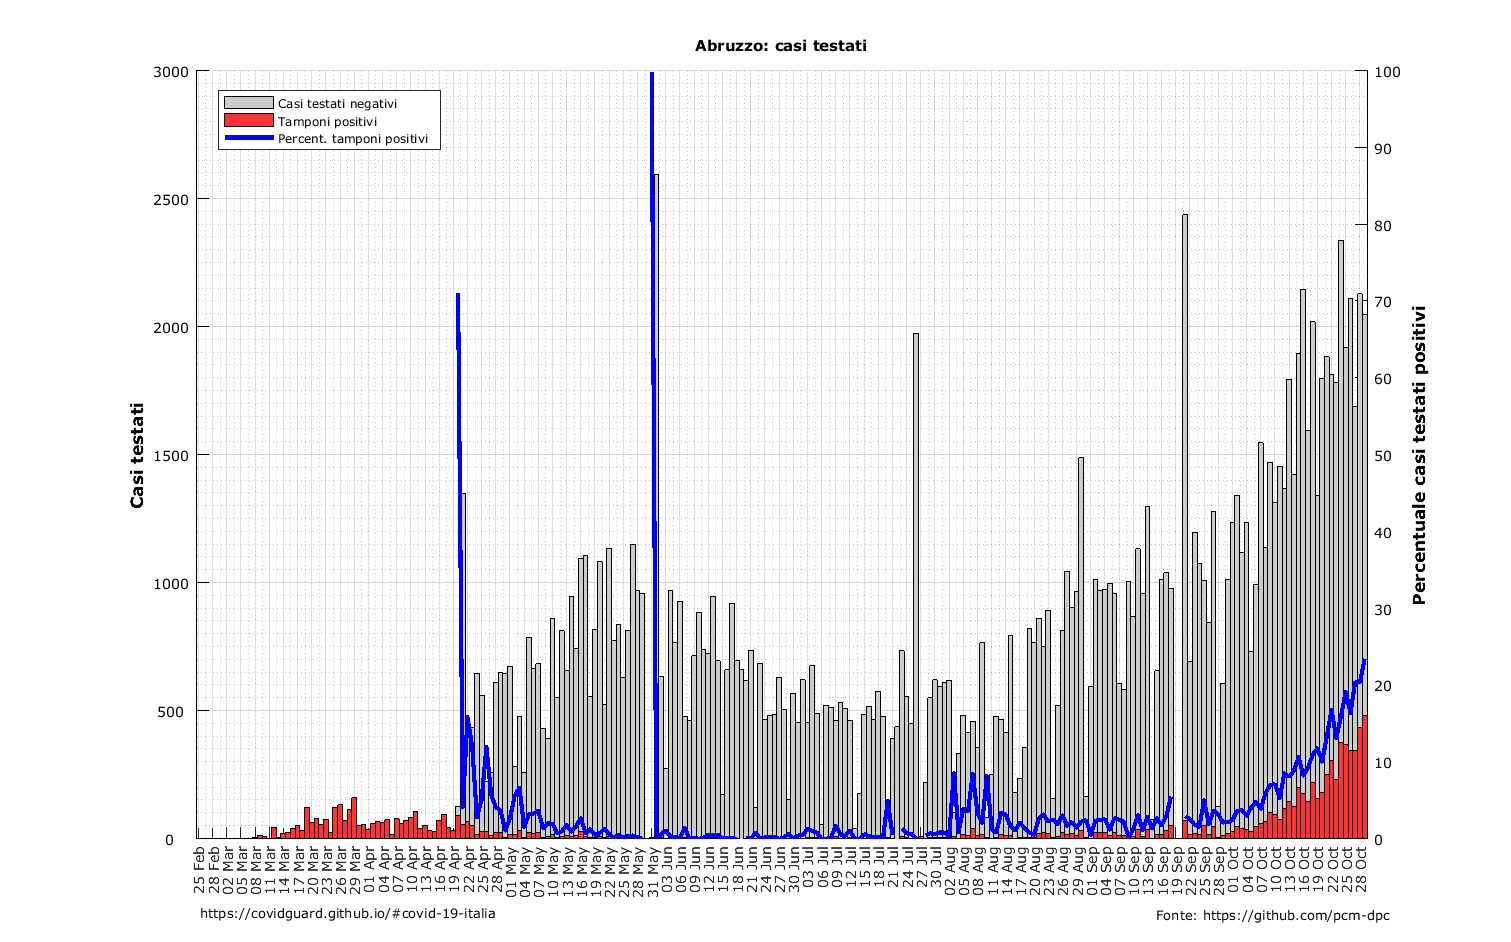 Abruzzo: casi testati
3000
2500
2000
1500
1000
500
0
100
90
80
70
60
50
40
30
20
10
0
Casi testati negativi
Tamponi positivi
Percent. tamponi positivi
Casi testati
Percentuale casi testati positivi
25 Feb
28 Feb
02 Mar
05 Mar
08 Mar
11 Mar
14 Mar
17 Mar
20 Mar
23 Mar
26 Mar
29 Mar
01 Apr
04 Apr
07 Apr
10 Apr
13 Apr
16 Apr
19 Apr
22 Apr
25 Apr
28 Apr
01 May
04 May
07 May
10 May
13 May
16 May
19 May
22 May
25 May
28 May
31 May
03 Jun
06 Jun
09 Jun
12 Jun
15 Jun
18 Jun
21 Jun
24 Jun
27 Jun
30 Jun
03 Jul
06 Jul
09 Jul
12 Jul
15 Jul
18 Jul
21 Jul
24 Jul
27 Jul
30 Jul
02 Aug
05 Aug
08 Aug
11 Aug
14 Aug
17 Aug
20 Aug
23 Aug
26 Aug
29 Aug
01 Sep
04 Sep
07 Sep
10 Sep
13 Sep
16 Sep
19 Sep
22 Sep
25 Sep
28 Sep
01 Oct
04 Oct
07 Oct
10 Oct
13 Oct
16 Oct
19 Oct
22 Oct
25 Oct
28 Oct
https://covidguard.github.io/#covid-19-italia
Fonte: https://github.com/pcm-dpc